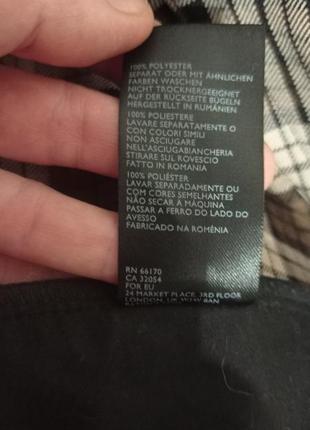 100% POLYESTER
SEPARAT ODER MIT ÄHNLICHEN
FARBEN WASCHEN
NICHT TROCKNERGEEIGNET
AUF DER RÜCKSEITE BÜGELN
HERGESTELLT IN RUMÄNIEN
100% POLIESTERE
LAVARE SEPARATAMENTE O
CON COLORI SIMILI
NON ASCIUGARE
NELL'ASCIUGABIANCHERIA
STIRARE SUL ROVESCIO
FATTO IN ROMANIA
100% POLIÉSTER
LAVAR SEPARADAMENTE OU
COM CORES SEMELHANTES
NÃO SECAR A MÁQUINA
PASSAR A FERRO DO LADO DO
AVESSO
FABRICADO NA ROMÉNIA
RN 66170
CA 32054
FOR EU
24 MARKET PLACE, 3RD FLOOR
LONDON, UK